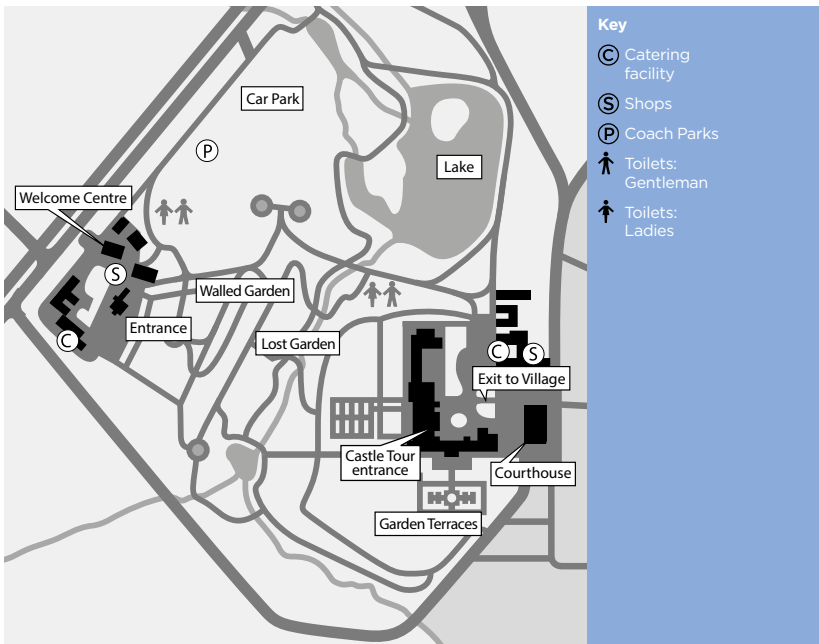 Car Park
P
Lake
Welcome Centre
S
Walled Garden
Entrance
C
Lost Garden
C
S
Exit to Village
Castle Tour
entrance
Courthouse
Garden Terraces
Key
C Catering
facility
S Shops
P Coach Parks
Toilets:
Gentleman
Toilets:
Ladies